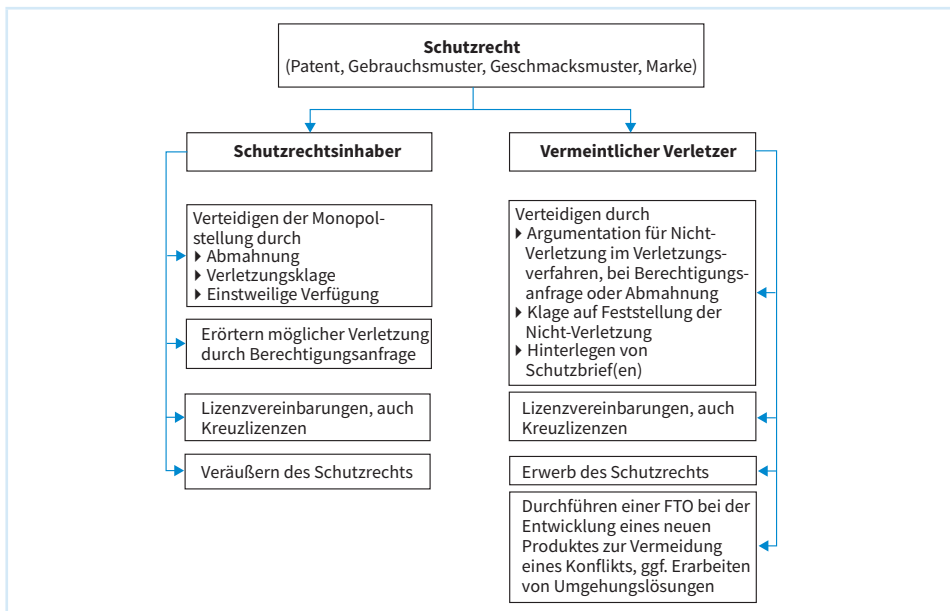 Schutzrecht
(Patent, Gebrauchsmuster, Geschmacksmuster, Marke)
Schutzrechtsinhaber
Verteidigen der Monopol-
stellung durch
▸ Abmahnung
▸ Verletzungsklage
▸ Einstweilige Verfügung
Erörtern möglicher Verletzung
durch Berechtigungsanfrage
Lizenzvereinbarungen, auch
Kreuzlizenzen
Veräußern des Schutzrechts
Vermeintlicher Verletzer
Verteidigen durch
▸ Argumentation für Nicht-
Verletzung im Verletzungs-
verfahren, bei Berechtigungs-
anfrage oder Abmahnung
▸ Klage auf Feststellung der
Nicht-Verletzung
▸ Hinterlegen von
Schutzbrief(en)
Lizenzvereinbarungen, auch
Kreuzlizenzen
Erwerb des Schutzrechts
Durchführen einer FTO bei der
Entwicklung eines neuen
Produktes zur Vermeidung
eines Konflikts, ggf. Erarbeiten
von Umgehungslösungen